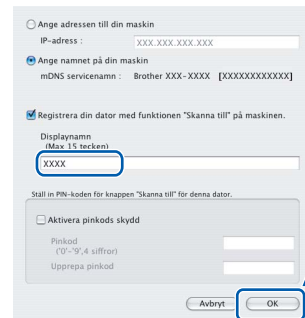 Ange adressen till din maskin
IP-adress :
XXX.XXX.XXX.XXX
Ange namnet på din maskin
mDNS servicenamn : Brother XXX-XXXX [XXXXXXXXXXXX]
Registrera din dator med funktionen "Skanna till" på maskinen.
Displaynamn
(Max 15 tecken)
XXXX
Ställ in PIN-koden för knappen "Skanna till" för denna dator.
Aktivera pinkods skydd
Pinkod
('0'-'9',4 siffror)
Upprepa pinkod
Avbryt OK